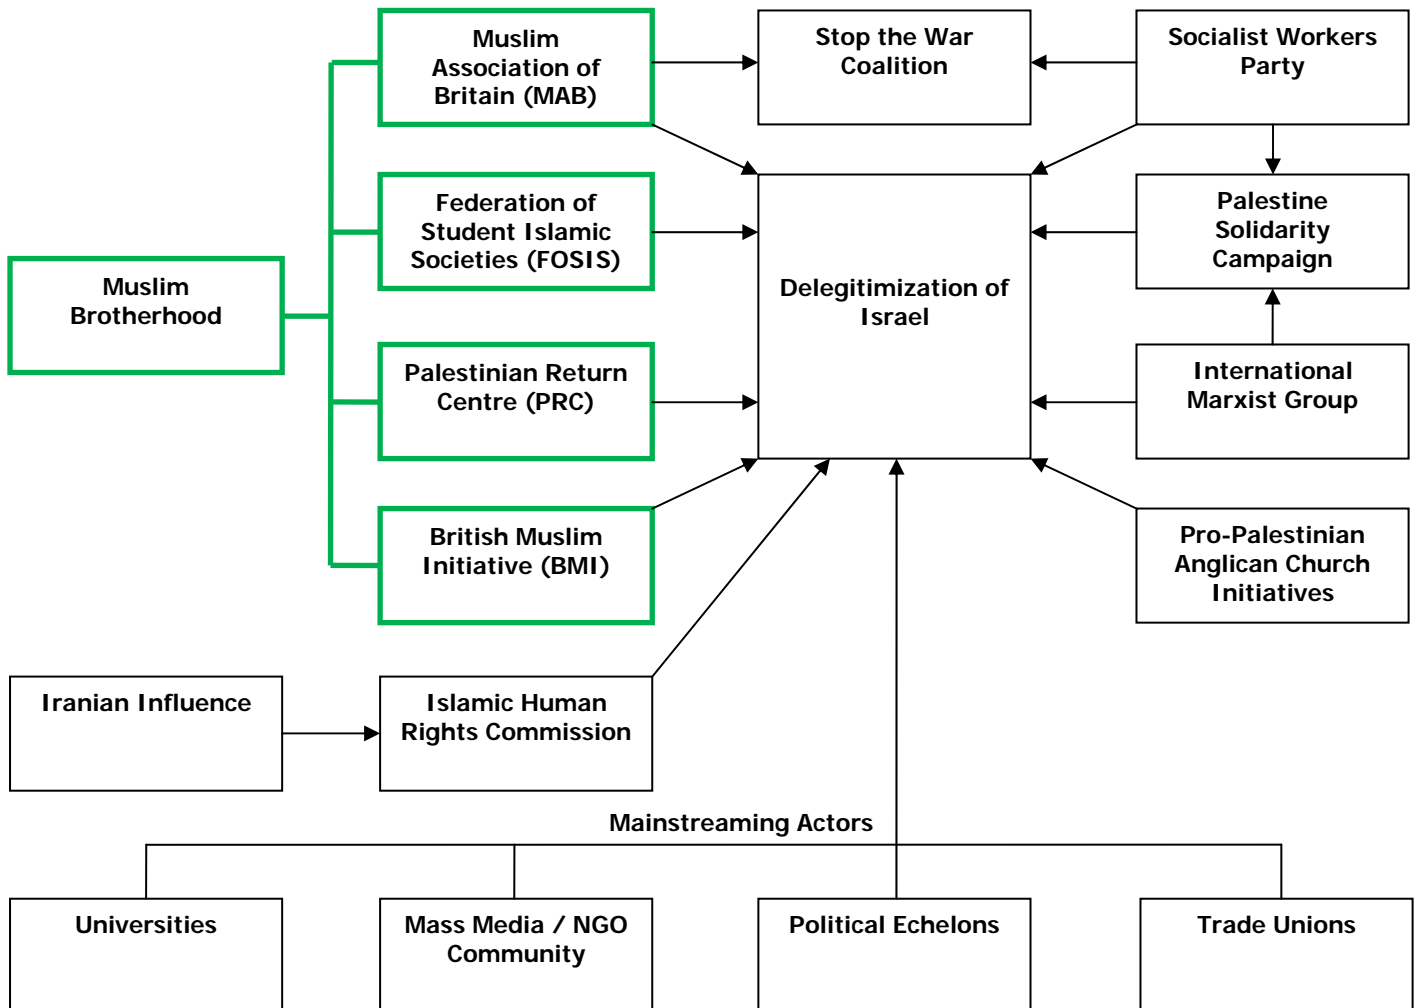 Muslim
Association of
Britain (MAB)
Stop the War
Coalition
Socialist Workers
Party
Federation of
Student Islamic
Societies (FOSIS)
Palestine
Solidarity
Campaign
Muslim
Brotherhood
Delegitimization of
Israel
Palestinian Return
Centre (PRC)
International
Marxist Group
British Muslim
Initiative (BMI)
Pro-Palestinian
Anglican Church
Initiatives
Iranian Influence
Islamic Human
Rights Commission
Mainstreaming Actors
Universities
Mass Media / NGO
Community
Political Echelons
Trade Unions